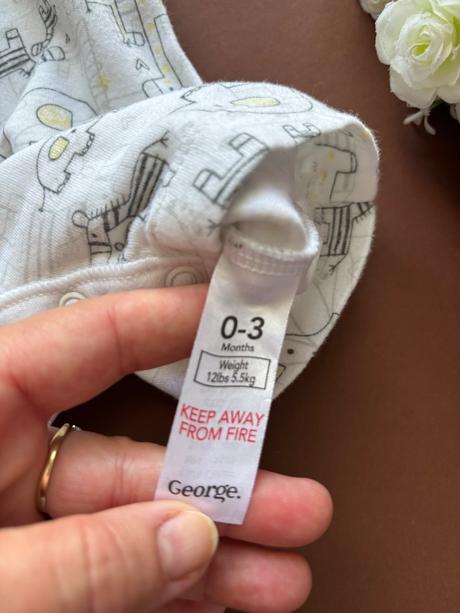 0-3
Months
Weight
12lbs 5.5kg
KEEP AWAY
FROM FIRE
George.